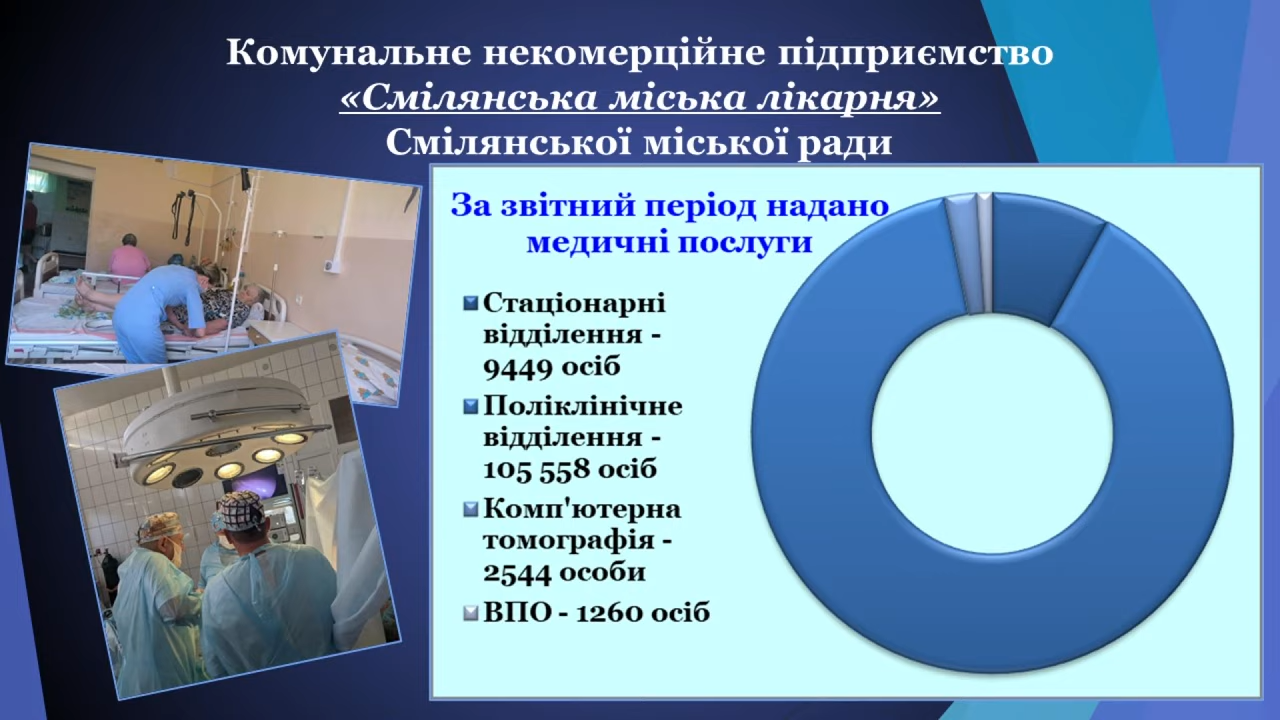 Комунальне некомерційне підприємство
«Смілянська міська лікарня»
Смілянської міської ради
За звітний період надано
медичні послуги
Стаціонарні
відділення -
9449 осіб
Поліклінічне
відділення -
105 558 осіб
Комп'ютерна
томографія -
2544 особи
ВПО - 1260 осіб